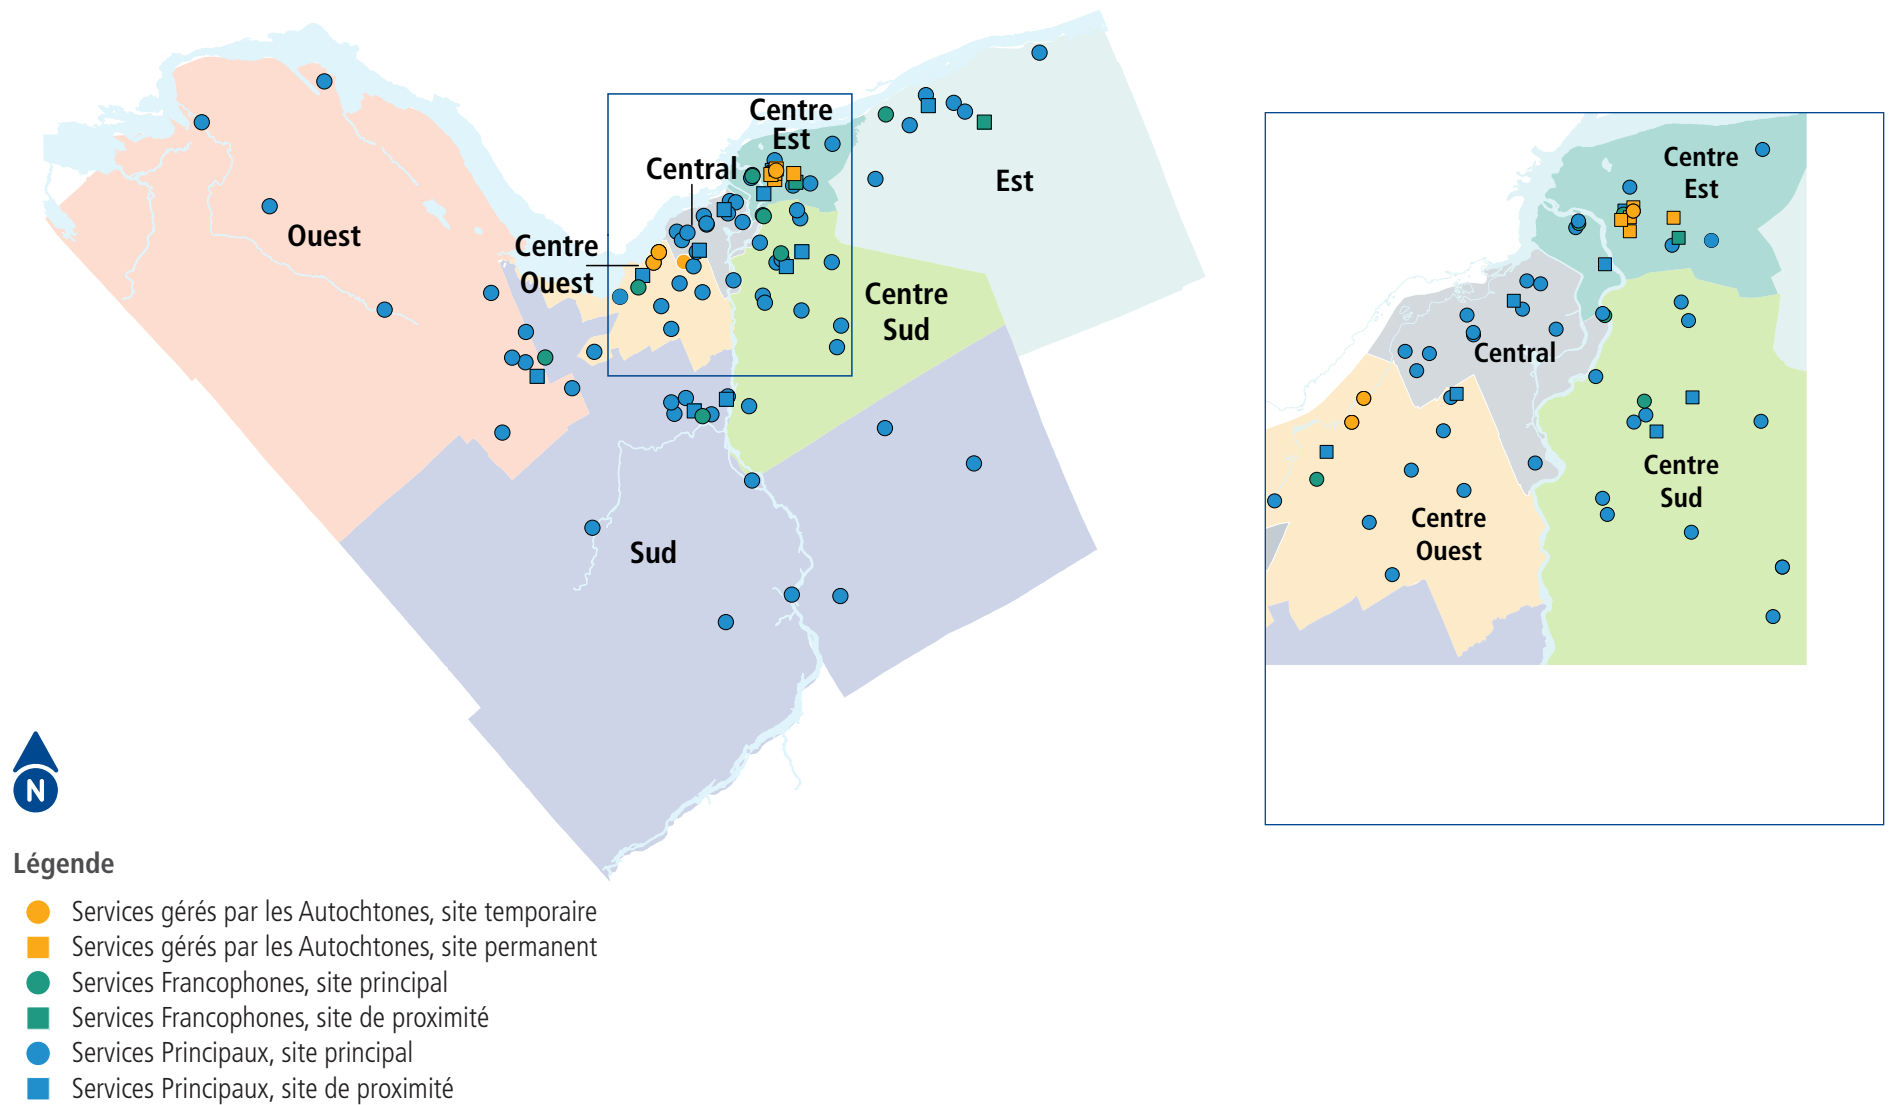 Centre
Est
Central
Est
Ouest
Centre
Ouest
Centre
Sud
Sud
Centre
Est
Central
Centre
Sud
Centre
Ouest
N
Légende
Services gérés par les Autochtones, site temporaire
Services gérés par les Autochtones, site permanent
Services Francophones, site principal
Services Francophones, site de proximité
Services Principaux, site principal
Services Principaux, site de proximité